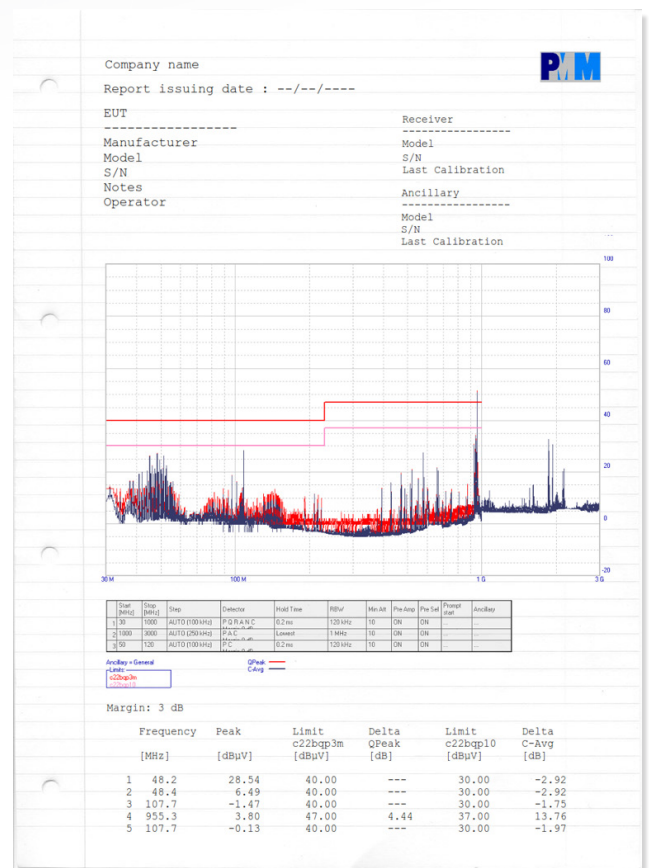 PMM
Company name
Report issuing date : --/--/----
EUT
-----------------
Manufacturer
Model
S/N
Notes
Operator
Receiver
-----------------
Model
S/N
Last Calibration
Ancillary
-----------------
Model
S/N
Last Calibration
100
80
60
40
20
0
-20
30 M 100 M 1 G 3 G
Start [MHz] Stop [MHz] Step Detector Hold Time RBW Min Att Pre Amp Pre Sel Prompt start Ancillary
1 30 1000 AUTO (100 kHz) P Q R A N C 0.2 ms 120 kHz 10 ON ON ...
2 1000 3000 AUTO (250 kHz) P A C Lowest 1 MHz 10 ON ON ...
3 50 120 AUTO (100 kHz) P C 0.2 ms 120 kHz 10 ON ON ...
Ancillary = General
Limits:
c22bqp3m
c22bqp10
QPeak
C-Avg
Margin: 3 dB
Frequency Peak Limit Delta Limit Delta
c22bqp3m QPeak c22bqp10 C-Avg
[MHz] [dBµV] [dBµV] [dB] [dBµV] [dB]
1 48.2 28.54 40.00 --- 30.00 -2.92
2 48.4 6.49 40.00 --- 30.00 -2.92
3 107.7 -1.47 40.00 --- 30.00 -1.75
4 955.3 3.80 47.00 4.44 37.00 13.76
5 107.7 -0.13 40.00 --- 30.00 -1.97